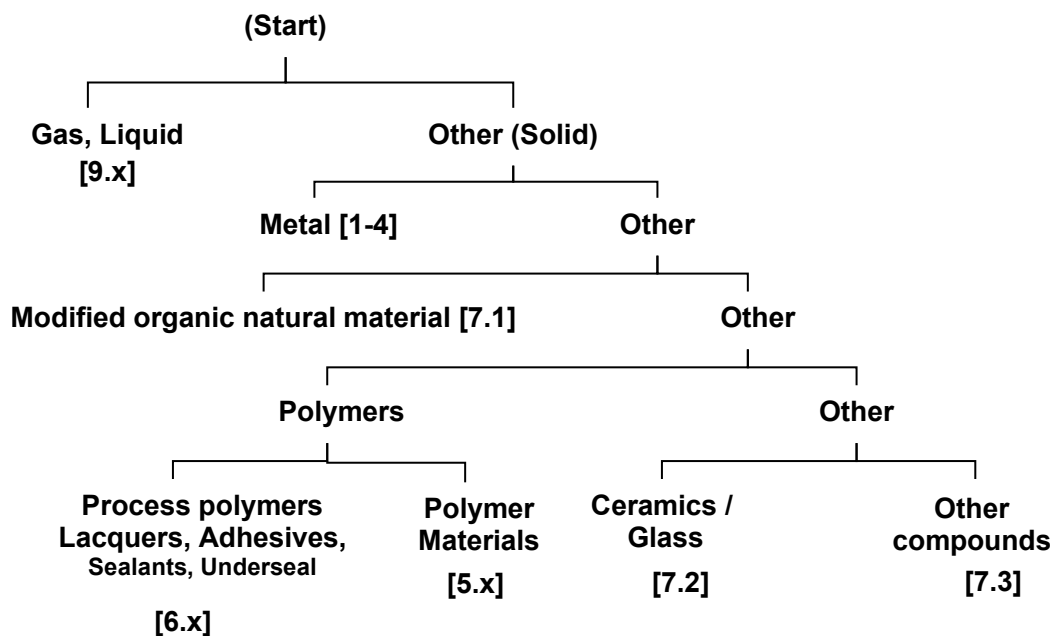 (Start)
Gas, Liquid
[9.x]
Other (Solid)
Metal [1-4]
Other
Modified organic natural material [7.1]
Other
Polymers
Other
Process polymers
Lacquers, Adhesives,
Sealants, Underseal
[6.x]
Polymer
Materials
[5.x]
Ceramics /
Glass
[7.2]
Other
compounds
[7.3]